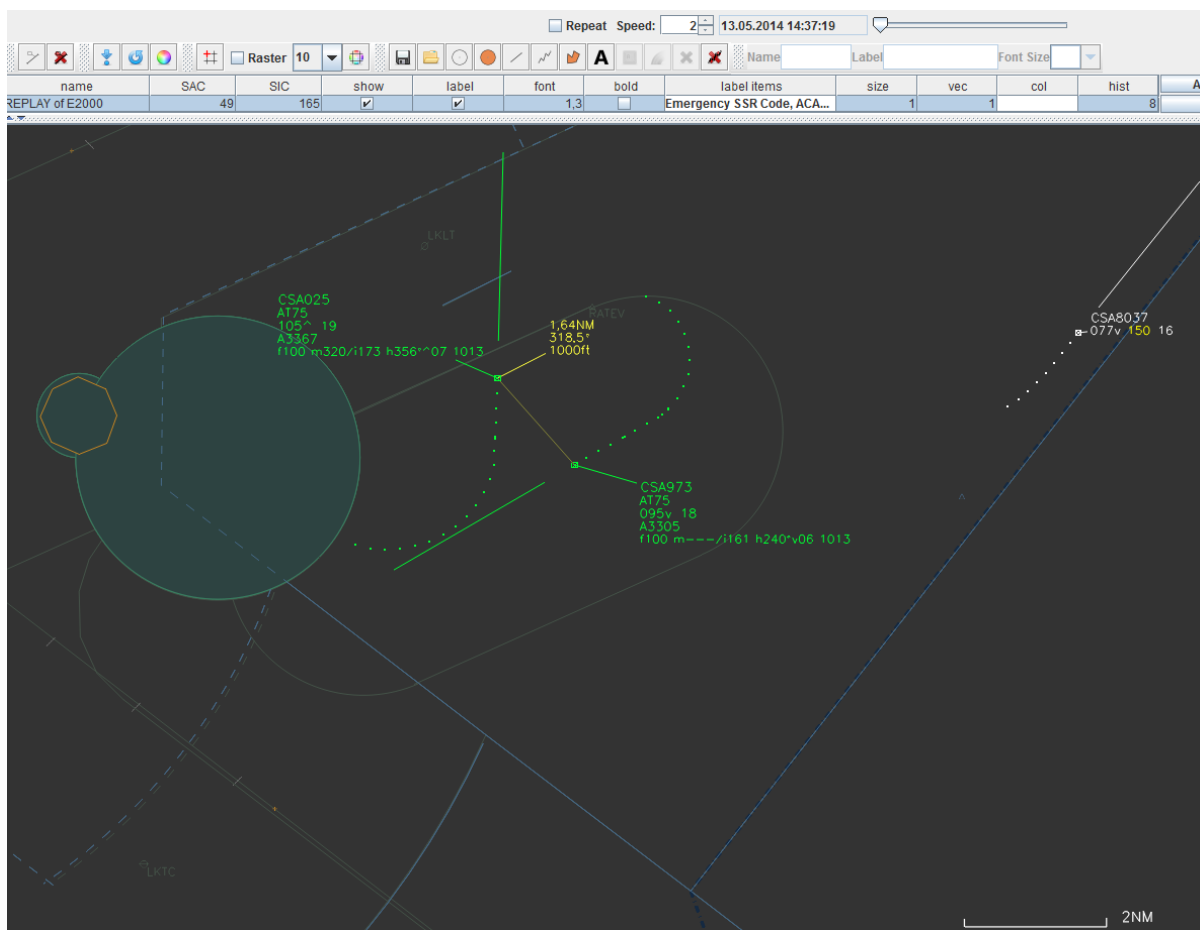 Repeat Speed: 2 13.05.2014 14:37:19
Raster 10 A Name Label Font Size
name SAC SIC show label font bold label items size vec col hist A
REPLAY of E2000 49 165 1,3 Emergency SSR Code, ACA... 1 1 8
LKLT
CSA025
AT75
105^ 19
A3367
f100 m320/i173 h356°^07 1013
RATEV
1,64NM
318.5°
1000ft
CSA8037
077v 150 16
CSA973
AT75
095v 18
A3305
f100 m---/i161 h240°v06 1013
LKTC
2NM